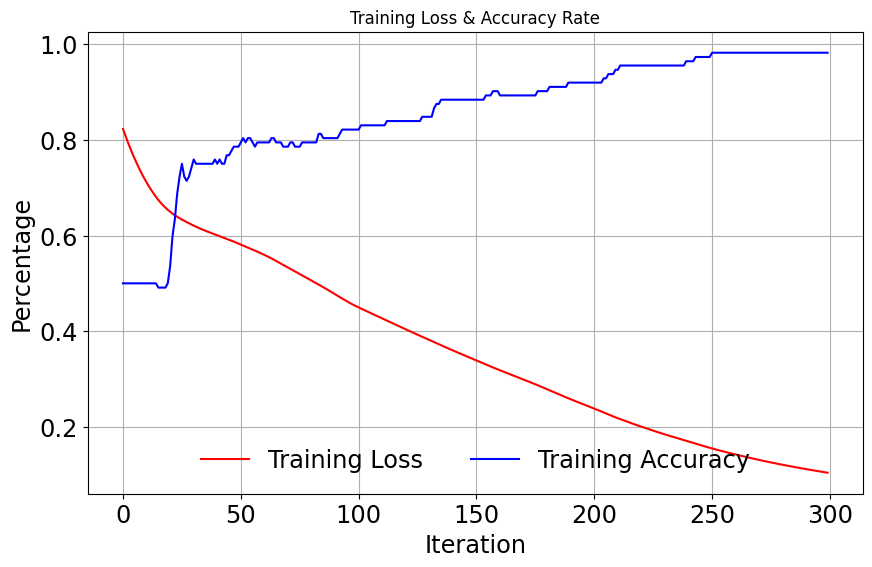 Training Loss & Accuracy Rate
1.0
0.8
0.6
0.4
0.2
Percentage
Training Loss Training Accuracy
0 50 100 150 200 250 300
Iteration